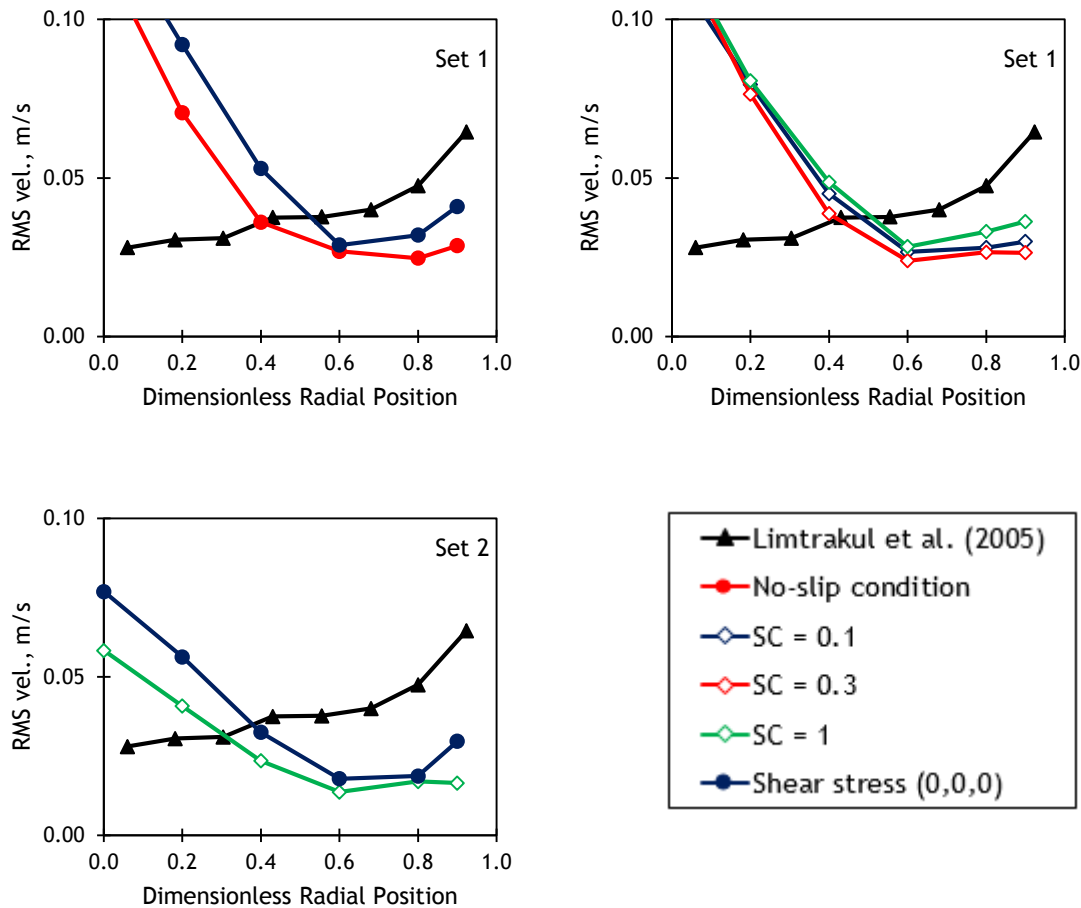 0.10
Set 1
RMS vel., m/s
0.05
0.00
0.0 0.2 0.4 0.6 0.8 1.0
Dimensionless Radial Position
0.10
Set 1
RMS vel., m/s
0.05
0.00
0.0 0.2 0.4 0.6 0.8 1.0
Dimensionless Radial Position
0.10
Set 2
RMS vel., m/s
0.05
0.00
0.0 0.2 0.4 0.6 0.8 1.0
Dimensionless Radial Position
Limtrakul et al. (2005)
No-slip condition
SC = 0.1
SC = 0.3
SC = 1
Shear stress (0,0,0)